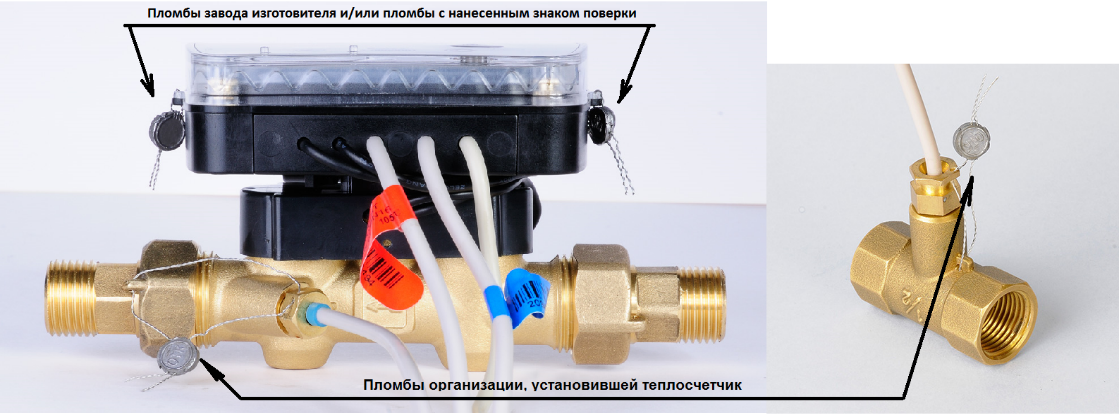 Пломбы завода изготовителя и/или пломбы с нанесенным знаком поверки
Пломбы организации, установившей теплосчетчик